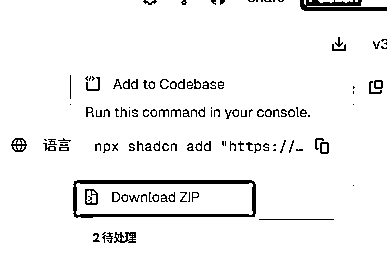 v3
Add to Codebase
Run this command in your console.
语言 npx shadcn add "https://…
Download ZIP
2 待处理